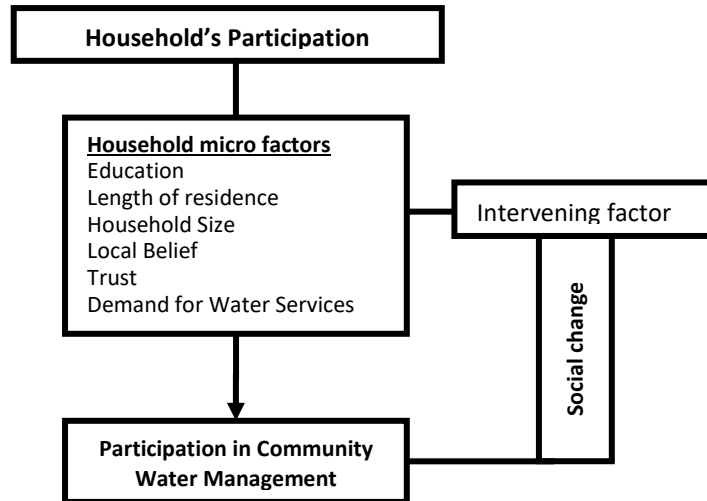 Household’s Participation
Household micro factors
Education
Length of residence
Household Size
Local Belief
Trust
Demand for Water Services
Intervening factor
Social change
Participation in Community
Water Management